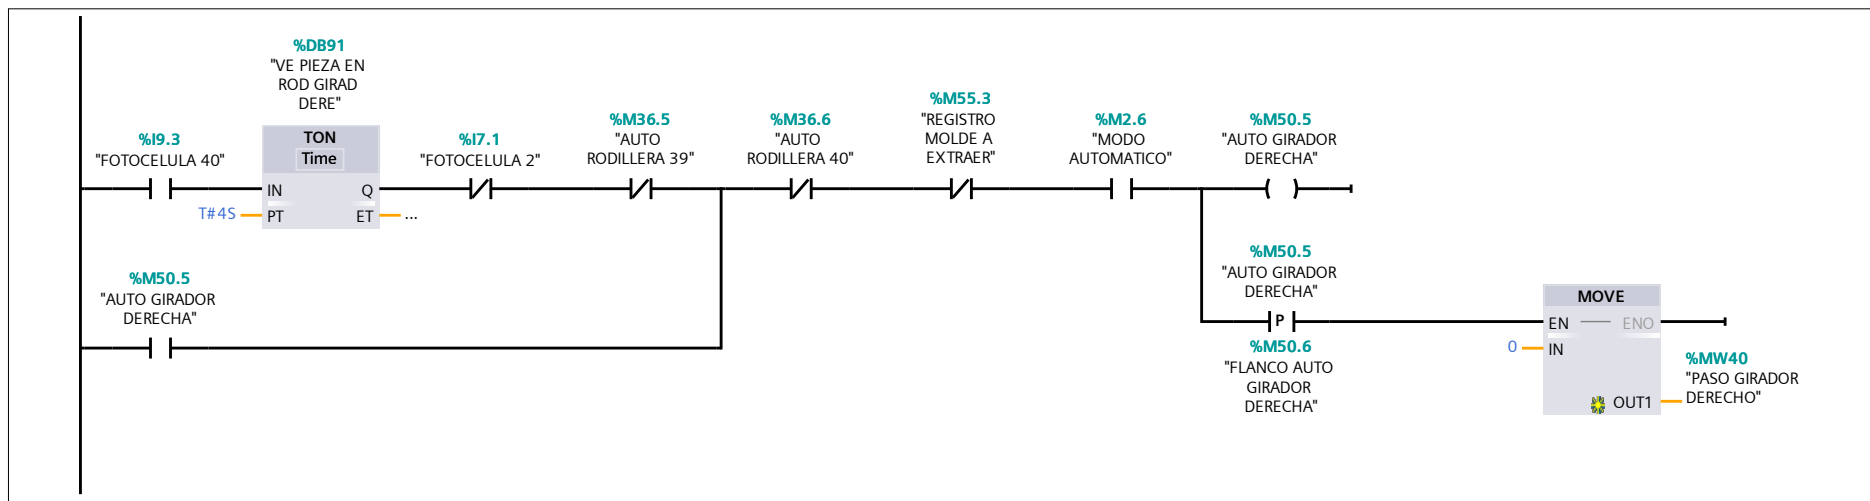 %DB91
"VE PIEZA EN
ROD GIRAD
DERE"
%I9.3
"FOTOCELULA 40"
TON
Time
IN
Q
T#4S
PT
ET
...
%I7.1
"FOTOCELULA 2"
%M36.5
"AUTO
RODILLERA 39"
%M36.6
"AUTO
RODILLERA 40"
%M55.3
"REGISTRO
MOLDE A
EXTRAER"
%M2.6
"MODO
AUTOMATICO"
%M50.5
"AUTO GIRADOR
DERECHA"
%M50.5
"AUTO GIRADOR
DERECHA"
%M50.5
"AUTO GIRADOR
DERECHA"
P
%M50.6
"FLANCO AUTO
GIRADOR
DERECHA"
MOVE
EN
ENO
0
IN
OUT1
%MW40
"PASO GIRADOR
DERECHO"